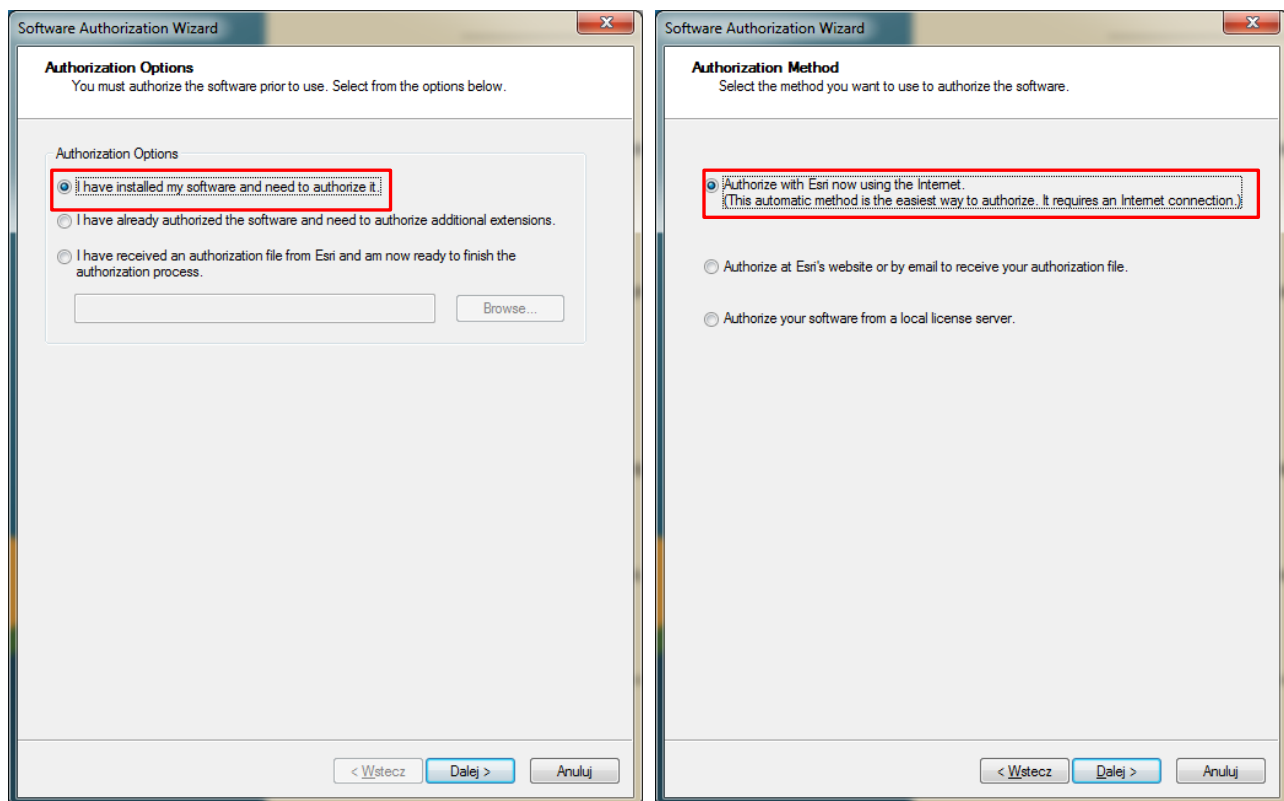 Software Authorization Wizard
Authorization Options
You must authorize the software prior to use. Select from the options below.
Authorization Options
I have installed my software and need to authorize it.
I have already authorized the software and need to authorize additional extensions.
I have received an authorization file from Esri and am now ready to finish the
authorization process.
Browse...
< Wstecz
Dalej >
Anuluj
Software Authorization Wizard
Authorization Method
Select the method you want to use to authorize the software.
Authorize with Esri now using the Internet.
(This automatic method is the easiest way to authorize. It requires an Internet connection.)
Authorize at Esri's website or by email to receive your authorization file.
Authorize your software from a local license server.
< Wstecz
Dalej >
Anuluj